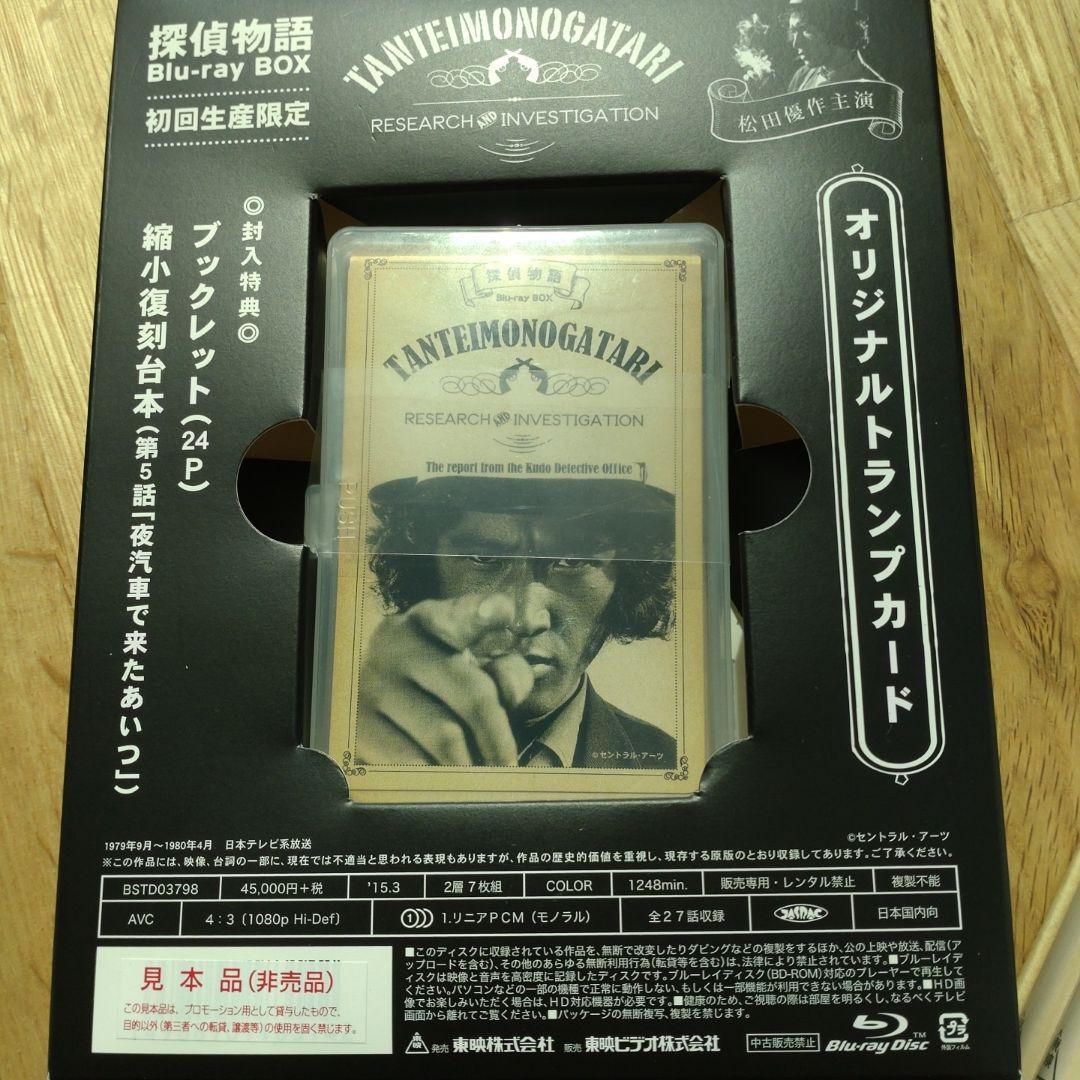 探偵物語
Blu-ray BOX
初回生産限定
TANTEIMONOGATARI
RESEARCH AND INVESTIGATION
松田優作主演
オリジナルトランプカード
◎封入特典◎
ブックレット(24P)
縮小復刻台本(第5話「夜汽車で来たあいつ」)
探偵物語
Blu-ray BOX
TANTEIMONOGATARI
RESEARCH AND INVESTIGATION
The report from the Kudo Detective Office
PUSH
©セントラル・アーツ
©セントラル・アーツ
1979年9月〜1980年4月 日本テレビ系放送
※この作品には、映像、台詞の一部に、現在では不適当と思われる表現もありますが、作品の歴史的価値を重視し、現存する原版のとおり収録してあります。ご了承ください。
BSTD03798 45,000円+税 '15.3 2層7枚組 COLOR 1248min. 販売専用・レンタル禁止 複製不能
AVC 4:3〔1080p Hi-Def〕 1.リニアPCM(モノラル) 全27話収録 JASRAC 日本国内向
見本品(非売品)
この見本品は、プロモーション用として貸与したもので、
目的以外(第三者への転貸、譲渡等)の使用を固く禁じます。
■このディスクに収録されている作品を、無断で改変したりダビングなどの複製をするほか、公の上映や放送、配信(ア
ップロードを含む)、その他のあらゆる無断利用行為(転貸等を含む)は、法律により禁止されています。■ブルーレイデ
ィスクは映像と音声を高密度に記録したディスクです。ブルーレイディスク(BD-ROM)対応のプレーヤーで再生して
ください。パソコンなどの一部の機種で正常に動作しない、もしくは一部機能が利用できない場合があります。■HD画
像でお楽しみいただく場合は、HD対応機器が必要です。■健康のため、ご視聴の際は部屋を明るくし、なるべくテレビ
画面から離れてご覧ください。■パッケージの無断複写、複製を禁じます。
東映 発売 東映株式会社 販売 東映ビデオ株式会社 中古販売禁止 Blu-ray Disc プラ
外装フィルム